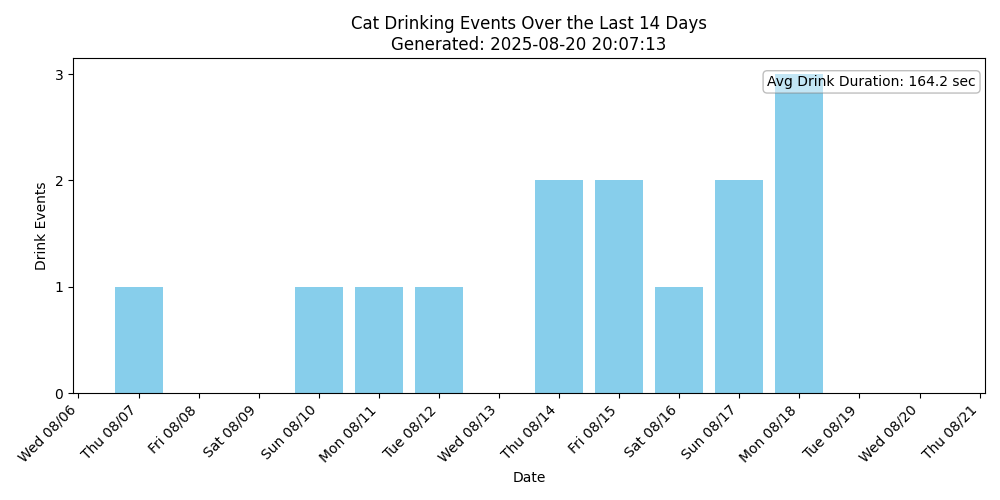 Cat Drinking Events Over the Last 14 Days
Generated: 2025-08-20 20:07:13
Avg Drink Duration: 164.2 sec
Drink Events
3
2
1
0
Wed 08/06
Thu 08/07
Fri 08/08
Sat 08/09
Sun 08/10
Mon 08/11
Tue 08/12
Wed 08/13
Thu 08/14
Fri 08/15
Sat 08/16
Sun 08/17
Mon 08/18
Tue 08/19
Wed 08/20
Thu 08/21
Date